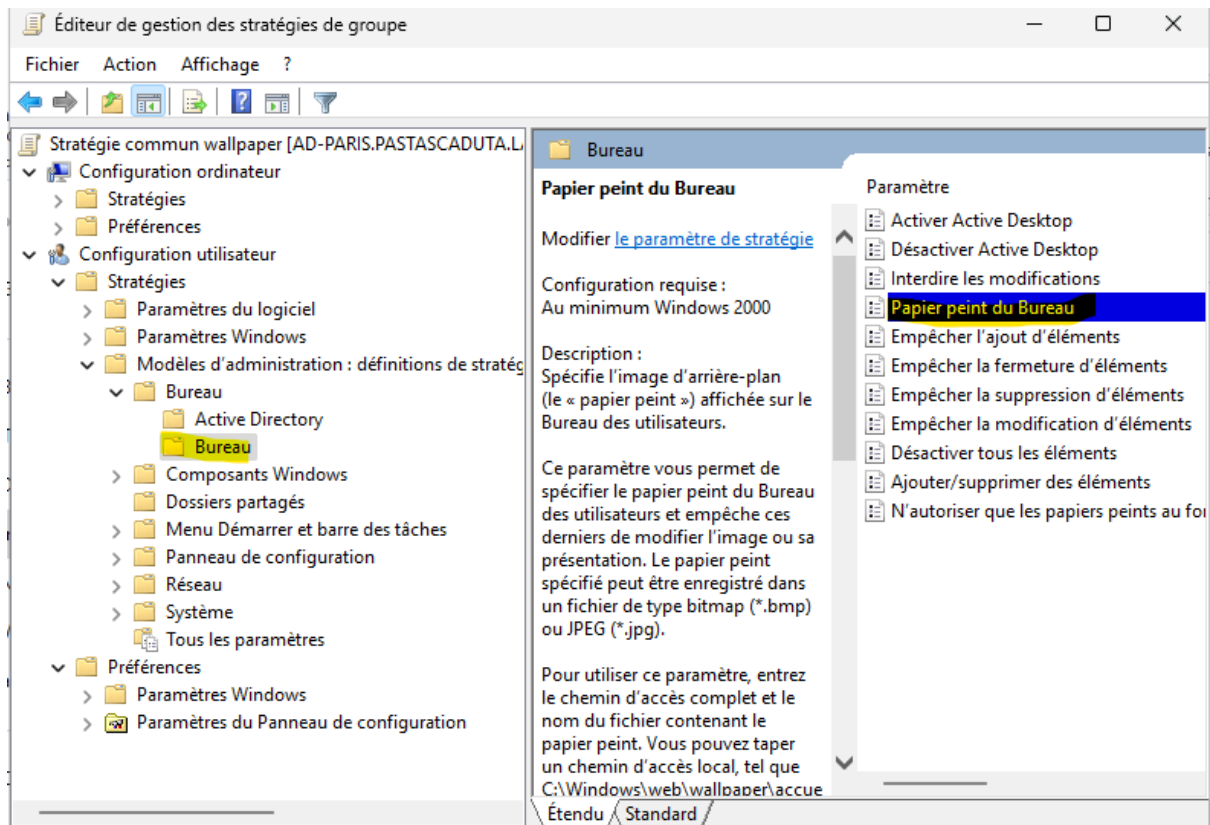 Éditeur de gestion des stratégies de groupe
Fichier Action Affichage ?
Stratégie commun wallpaper [AD-PARIS.PASTASCADUTA.L
Configuration ordinateur
Stratégies
Préférences
Configuration utilisateur
Stratégies
Paramètres du logiciel
Paramètres Windows
Modèles d'administration : définitions de stratég
Bureau
Active Directory
Bureau
Composants Windows
Dossiers partagés
Menu Démarrer et barre des tâches
Panneau de configuration
Réseau
Système
Tous les paramètres
Préférences
Paramètres Windows
Paramètres du Panneau de configuration
Bureau
Papier peint du Bureau
Modifier le paramètre de stratégie
Configuration requise :
Au minimum Windows 2000
Description :
Spécifie l'image d'arrière-plan
(le « papier peint ») affichée sur le
Bureau des utilisateurs.
Ce paramètre vous permet de
spécifier le papier peint du Bureau
des utilisateurs et empêche ces
derniers de modifier l'image ou sa
présentation. Le papier peint
spécifié peut être enregistré dans
un fichier de type bitmap (*.bmp)
ou JPEG (*.jpg).
Pour utiliser ce paramètre, entrez
le chemin d'accès complet et le
nom du fichier contenant le
papier peint. Vous pouvez taper
un chemin d'accès local, tel que
C:\Windows\web\wallpaper\accue
Paramètre
Activer Active Desktop
Désactiver Active Desktop
Interdire les modifications
Papier peint du Bureau
Empêcher l'ajout d'éléments
Empêcher la fermeture d'éléments
Empêcher la suppression d'éléments
Empêcher la modification d'éléments
Désactiver tous les éléments
Ajouter/supprimer des éléments
N'autoriser que les papiers peints au for
Étendu Standard